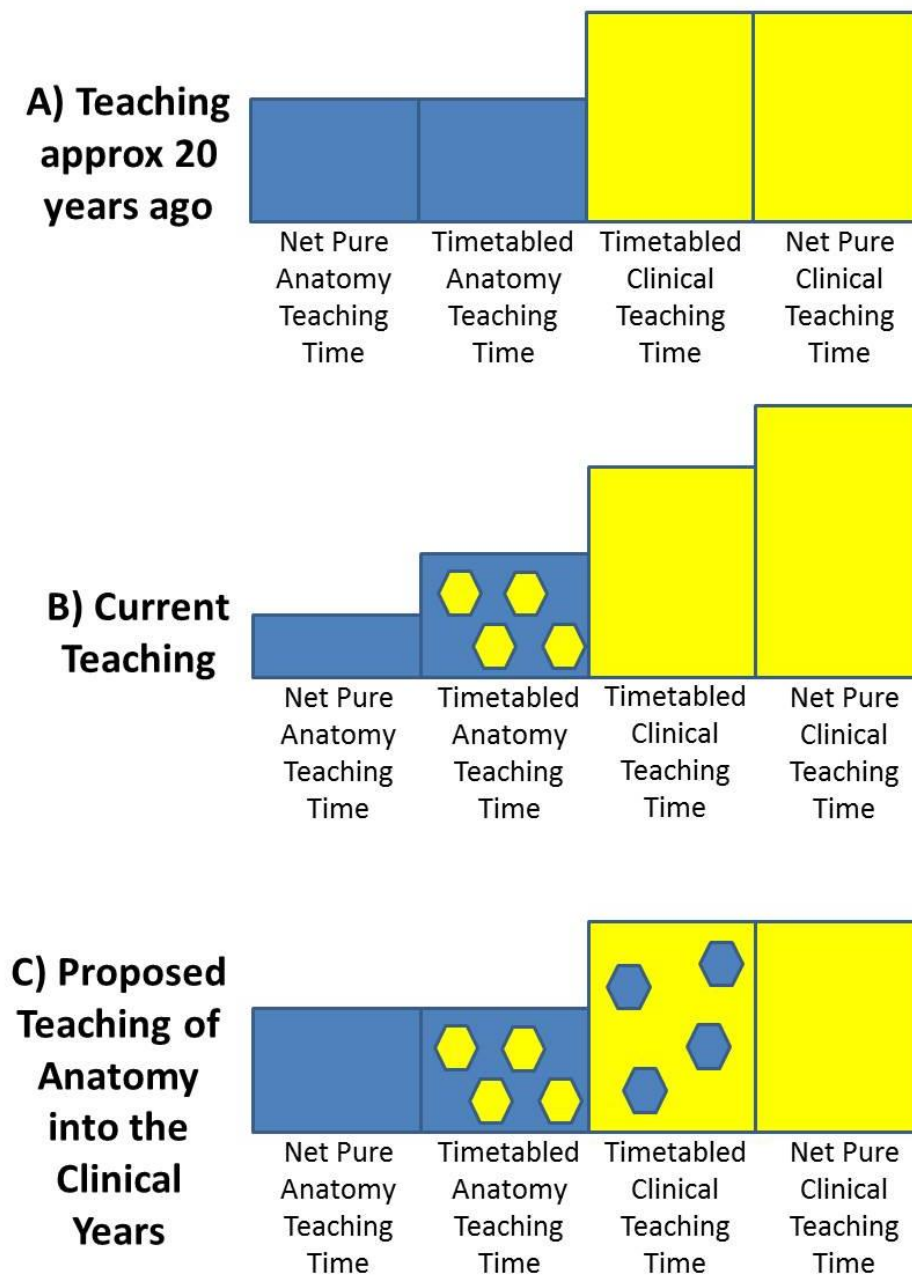 A) Teaching
approx 20
years ago
Net Pure
Anatomy
Teaching
Time
Timetabled
Anatomy
Teaching
Time
Timetabled
Clinical
Teaching
Time
Net Pure
Clinical
Teaching
Time
B) Current
Teaching
Net Pure
Anatomy
Teaching
Time
Timetabled
Anatomy
Teaching
Time
Timetabled
Clinical
Teaching
Time
Net Pure
Clinical
Teaching
Time
C) Proposed
Teaching of
Anatomy
into the
Clinical
Years
Net Pure
Anatomy
Teaching
Time
Timetabled
Anatomy
Teaching
Time
Timetabled
Clinical
Teaching
Time
Net Pure
Clinical
Teaching
Time